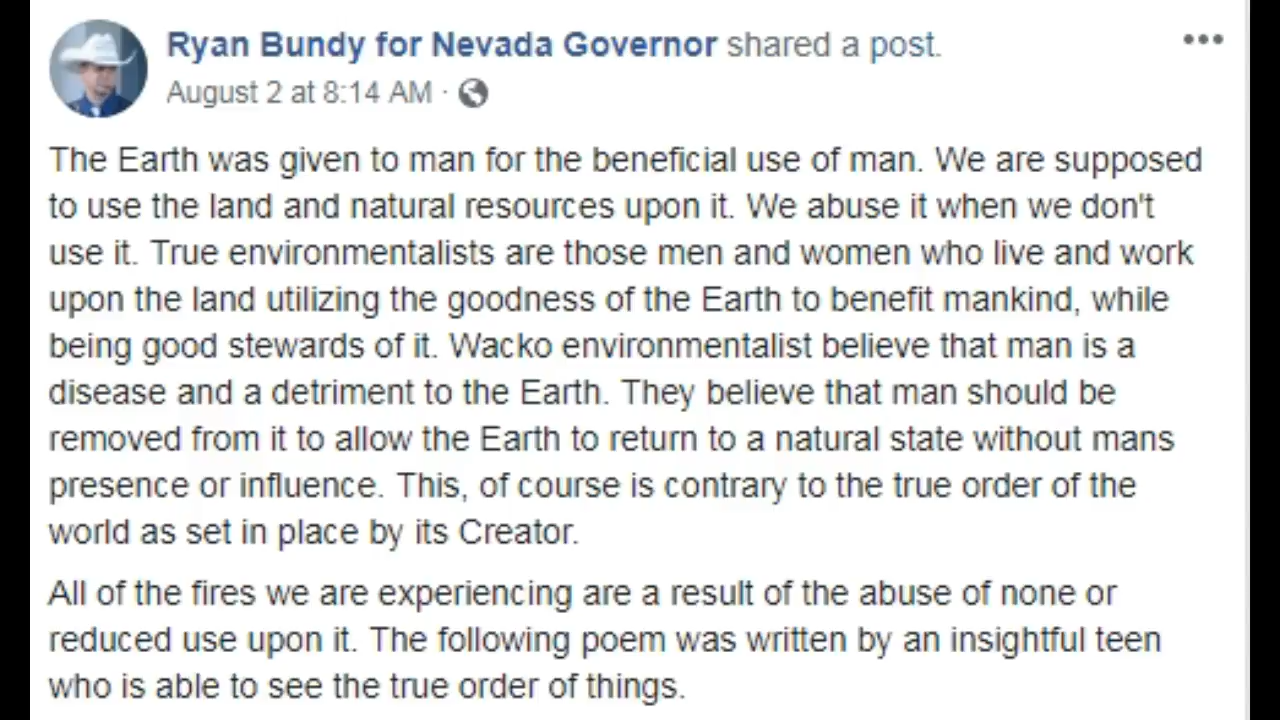 Ryan Bundy for Nevada Governor shared a post.
August 2 at 8:14 AM ·
The Earth was given to man for the beneficial use of man. We are supposed
to use the land and natural resources upon it. We abuse it when we don't
use it. True environmentalists are those men and women who live and work
upon the land utilizing the goodness of the Earth to benefit mankind, while
being good stewards of it. Wacko environmentalist believe that man is a
disease and a detriment to the Earth. They believe that man should be
removed from it to allow the Earth to return to a natural state without mans
presence or influence. This, of course is contrary to the true order of the
world as set in place by its Creator.
All of the fires we are experiencing are a result of the abuse of none or
reduced use upon it. The following poem was written by an insightful teen
who is able to see the true order of things.